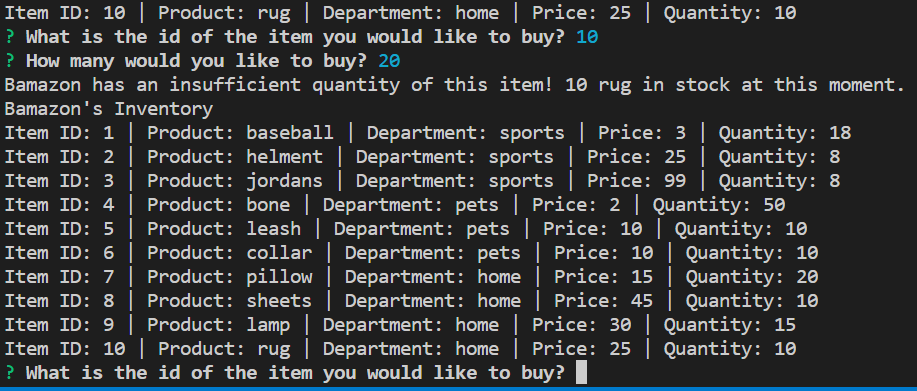 Item ID: 10 | Product: rug | Department: home | Price: 25 | Quantity: 10
? What is the id of the item you would like to buy? 10
? How many would you like to buy? 20
Bamazon has an insufficient quantity of this item! 10 rug in stock at this moment.
Bamazon's Inventory
Item ID: 1 | Product: baseball | Department: sports | Price: 3 | Quantity: 18
Item ID: 2 | Product: helment | Department: sports | Price: 25 | Quantity: 8
Item ID: 3 | Product: jordans | Department: sports | Price: 99 | Quantity: 8
Item ID: 4 | Product: bone | Department: pets | Price: 2 | Quantity: 50
Item ID: 5 | Product: leash | Department: pets | Price: 10 | Quantity: 10
Item ID: 6 | Product: collar | Department: pets | Price: 10 | Quantity: 10
Item ID: 7 | Product: pillow | Department: home | Price: 15 | Quantity: 20
Item ID: 8 | Product: sheets | Department: home | Price: 45 | Quantity: 10
Item ID: 9 | Product: lamp | Department: home | Price: 30 | Quantity: 15
Item ID: 10 | Product: rug | Department: home | Price: 25 | Quantity: 10
? What is the id of the item you would like to buy?